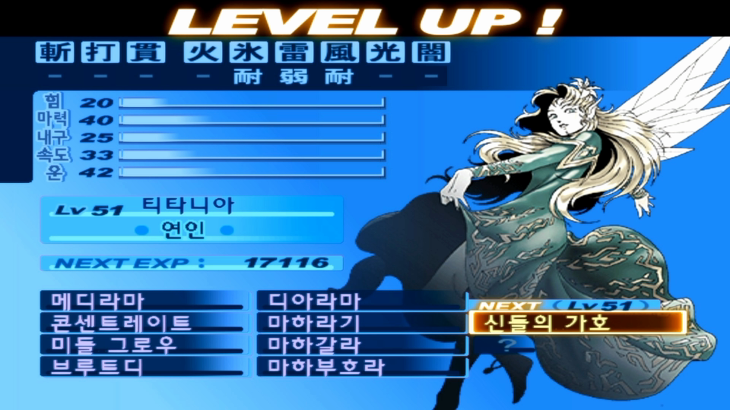 LEVEL UP!
斬 打 貫 火 氷 雷 風 光 闇
- - - - 耐 弱 耐 - -
힘 20
마력 40
내구 25
속도 33
운 42
Lv 51 티타니아
연인
NEXT EXP : 17116
메디라마 디아라마
콘센트레이트 마하라기
미들 그로우 마하갈라
브루트디 마하부흐라
NEXT (Lv 51)
신들의 가호
?